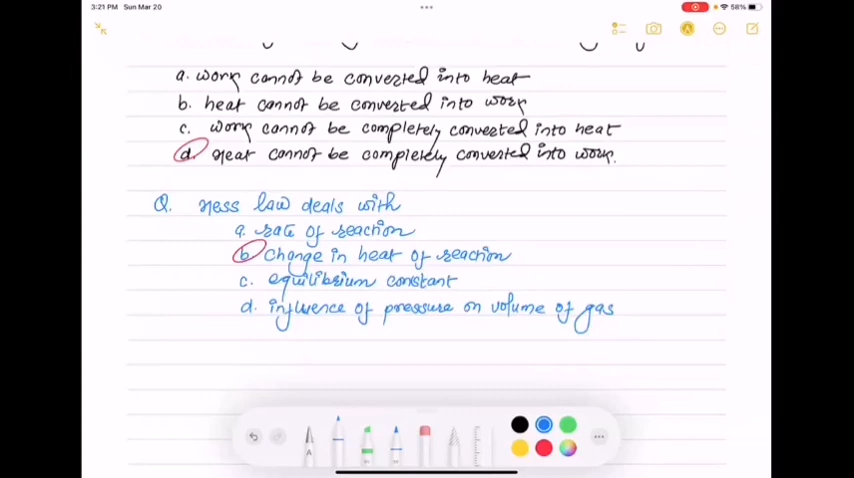 3:21 PM Sun Mar 20
58%
a. work cannot be converted into heat
b. heat cannot be converted into work
c. work cannot be completely converted into heat
d. Heat cannot be completely converted into work.
Q. Hess law deals with
a. rate of reaction
b. change in heat of reaction
c. equilibrium constant
d. influence of pressure on volume of gas
A